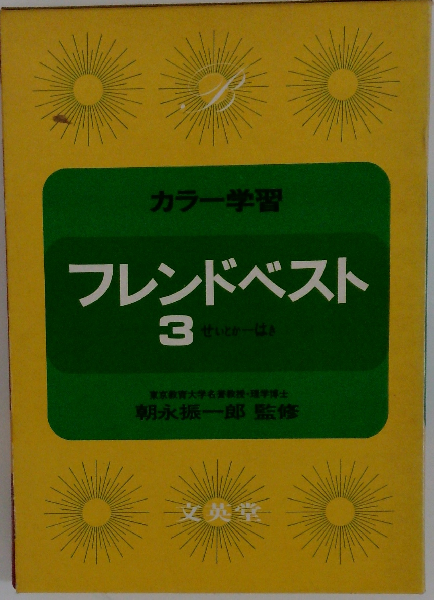 B
カラー学習
フレンドベスト
3 せいとか―はさ
東京教育大学名誉教授・理学博士
朝永振一郎 監修
文英堂